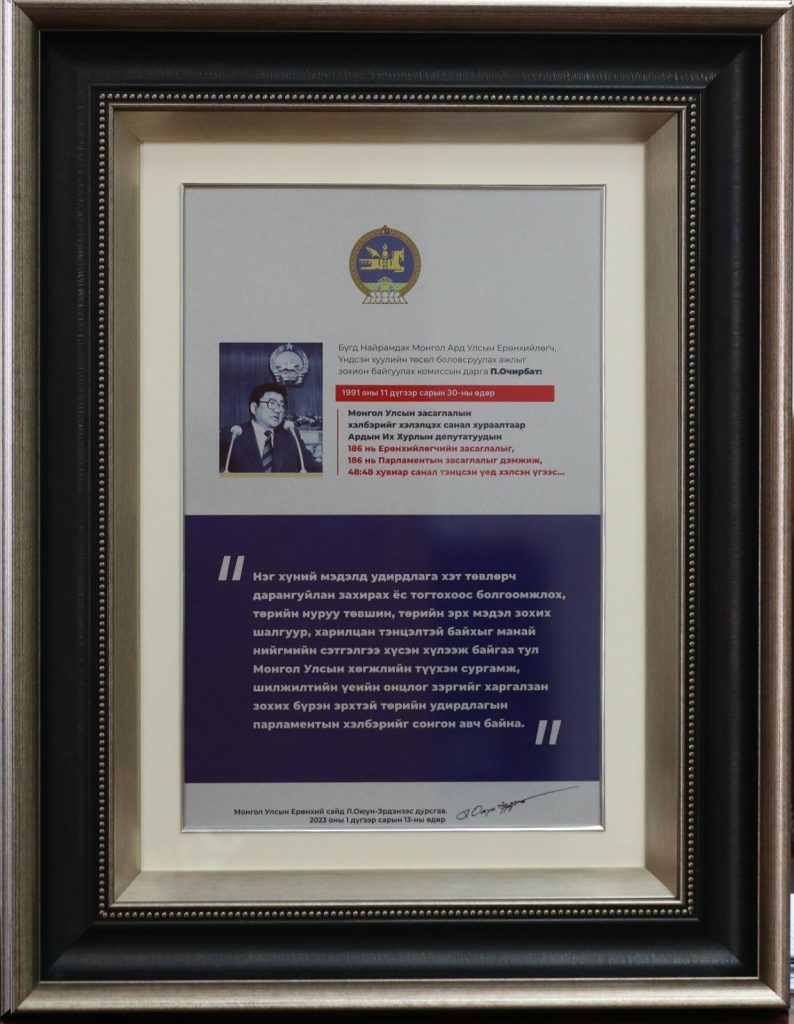 Бүгд Найрамдах Монгол Ард Улсын Ерөнхийлөгч,
Үндсэн хуулийн төсөл боловсруулах ажлыг
зохион байгуулах комиссын дарга П.Очирбат:
1991 оны 11 дүгээр сарын 30-ны өдөр
Монгол Улсын засаглалын
хэлбэрийг хэлэлцэх санал хураалтаар
Ардын Их Хурлын депутатуудын
186 нь Ерөнхийлөгчийн засаглалыг,
186 нь Парламентын засаглалыг дэмжиж,
48:48 хувиар санал тэнцсэн үед хэлсэн үгээс...
"
Нэг хүний мэдэлд удирдлага хэт төвлөрч
дарангуйлан захирах ёс тогтохоос болгоомжлох,
төрийн нуруу төвшин, төрийн эрх мэдэл зохих
шалгуур, харилцан тэнцэлтэй байхыг манай
нийгмийн сэтгэлгээ хүсэн хүлээж байгаа тул
Монгол Улсын хөгжлийн түүхэн сургамж,
шилжилтийн үеийн онцлог зэргийг харгалзан
зохих бүрэн эрхтэй төрийн удирдлагын
парламентын хэлбэрийг сонгон авч байна.
"
Монгол Улсын Ерөнхий сайд Л.Оюун-Эрдэнээс дурсгав.
2023 оны 1 дүгээр сарын 13-ны өдөр